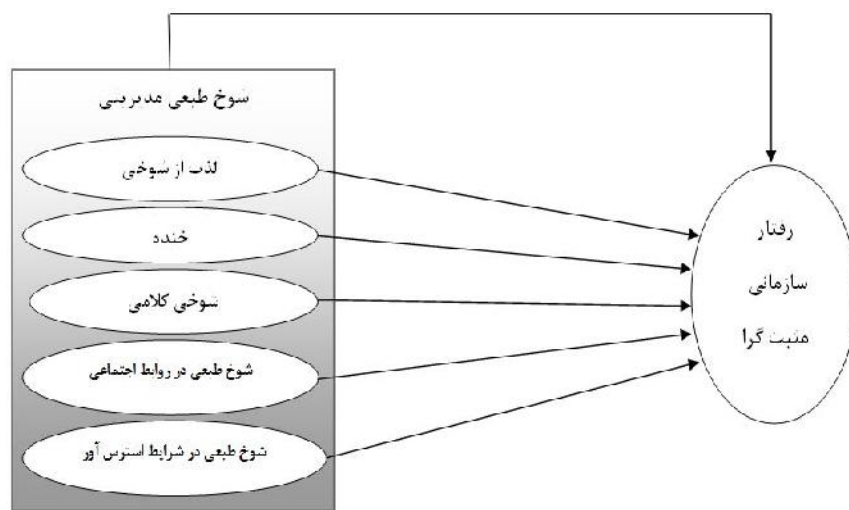 شوخ طبعی مدیریتی
لذت از شوخی
خنده
شوخی کلامی
شوخ طبعی در روابط اجتماعی
شوخ طبعی در شرایط استرس آور
رفتار
سازمانی
مثبت گرا